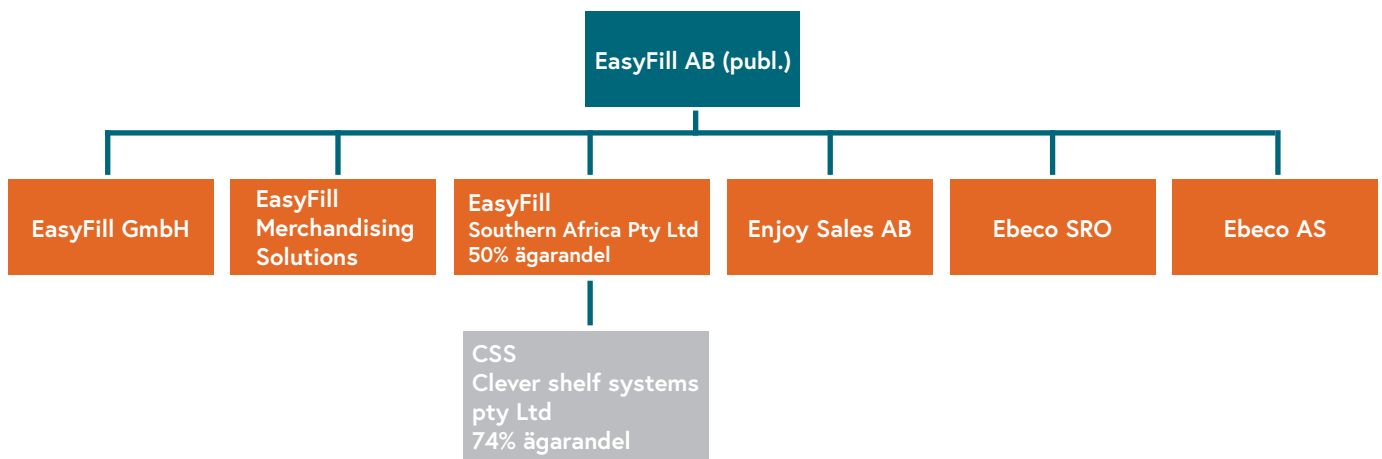 EasyFill AB (publ.)
EasyFill GmbH
EasyFill
Merchandising
Solutions
EasyFill
Southern Africa Pty Ltd
50% ägarandel
Enjoy Sales AB
Ebeco SRO
Ebeco AS
CSS
Clever shelf systems
pty Ltd
74% ägarandel